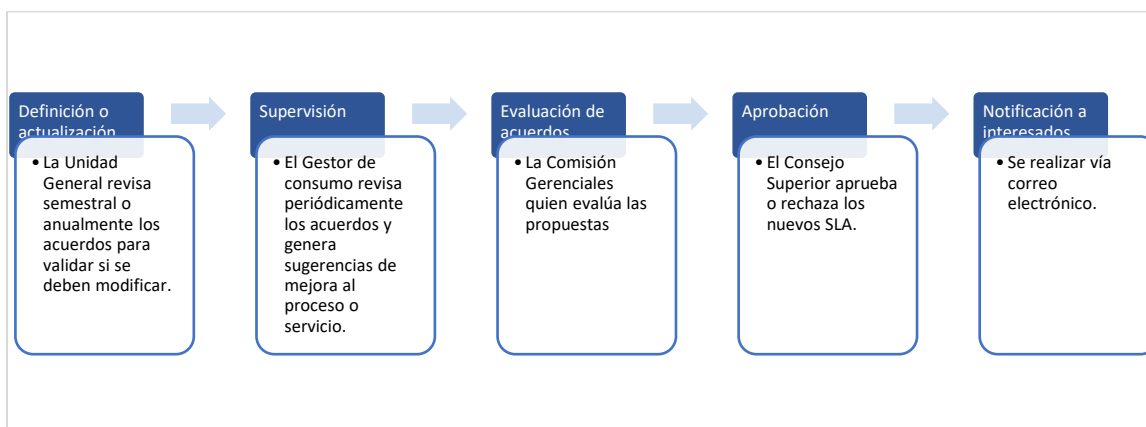 Definición o
actualización
• La Unidad
General revisa
semestral o
anualmente los
acuerdos para
validar si se
deben modificar.
Supervisión
• El Gestor de
consumo revisa
periódicamente
los acuerdos y
genera
sugerencias de
mejora al
proceso o
servicio.
Evaluación de
acuerdos
• La Comisión
Gerenciales
quien evalúa las
propuestas
Aprobación
• El Consejo
Superior aprueba
o rechaza los
nuevos SLA.
Notificación a
interesados
• Se realizar vía
correo
electrónico.